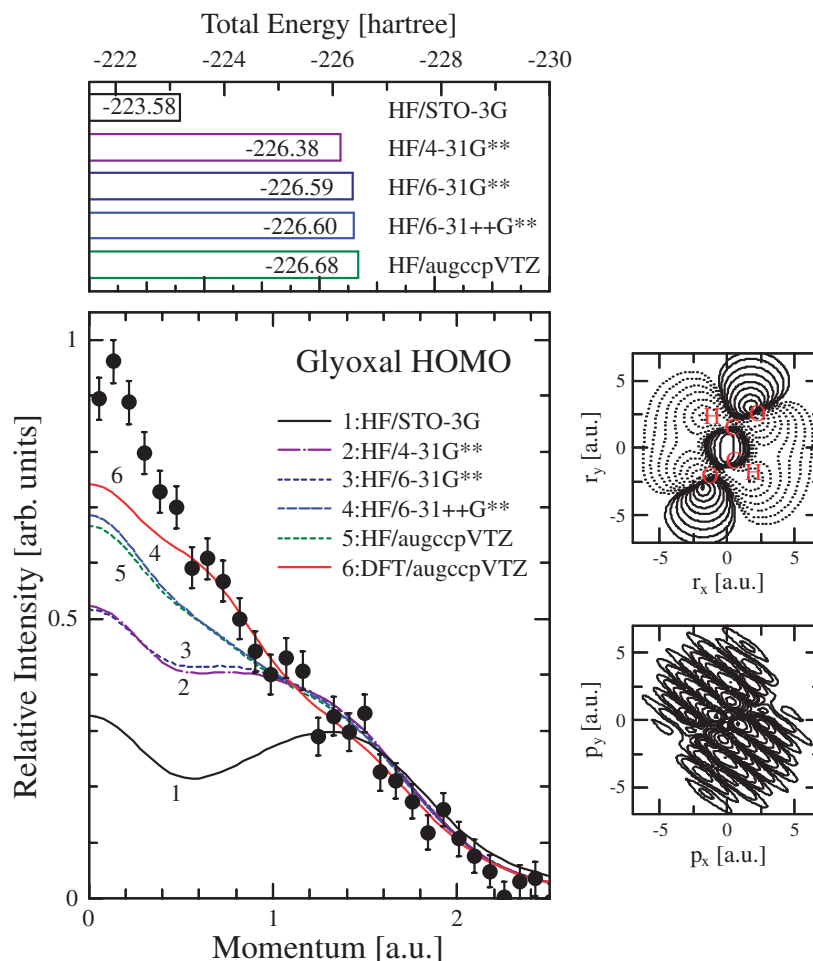 Total Energy [hartree]
-222 -224 -226 -228 -230
-223.58 HF/STO-3G
-226.38 HF/4-31G**
-226.59 HF/6-31G**
-226.60 HF/6-31++G**
-226.68 HF/augccpVTZ
Glyoxal HOMO
1:HF/STO-3G
2:HF/4-31G**
3:HF/6-31G**
4:HF/6-31++G**
5:HF/augccpVTZ
6:DFT/augccpVTZ
6
4
5
3
2
1
1
0.5
0
Relative Intensity [arb. units]
0 1 2
Momentum [a.u.]
5
0
-5
r_y [a.u.]
H C O
O C H
-5 0 5
r_x [a.u.]
5
0
-5
p_y [a.u.]
-5 0 5
p_x [a.u.]